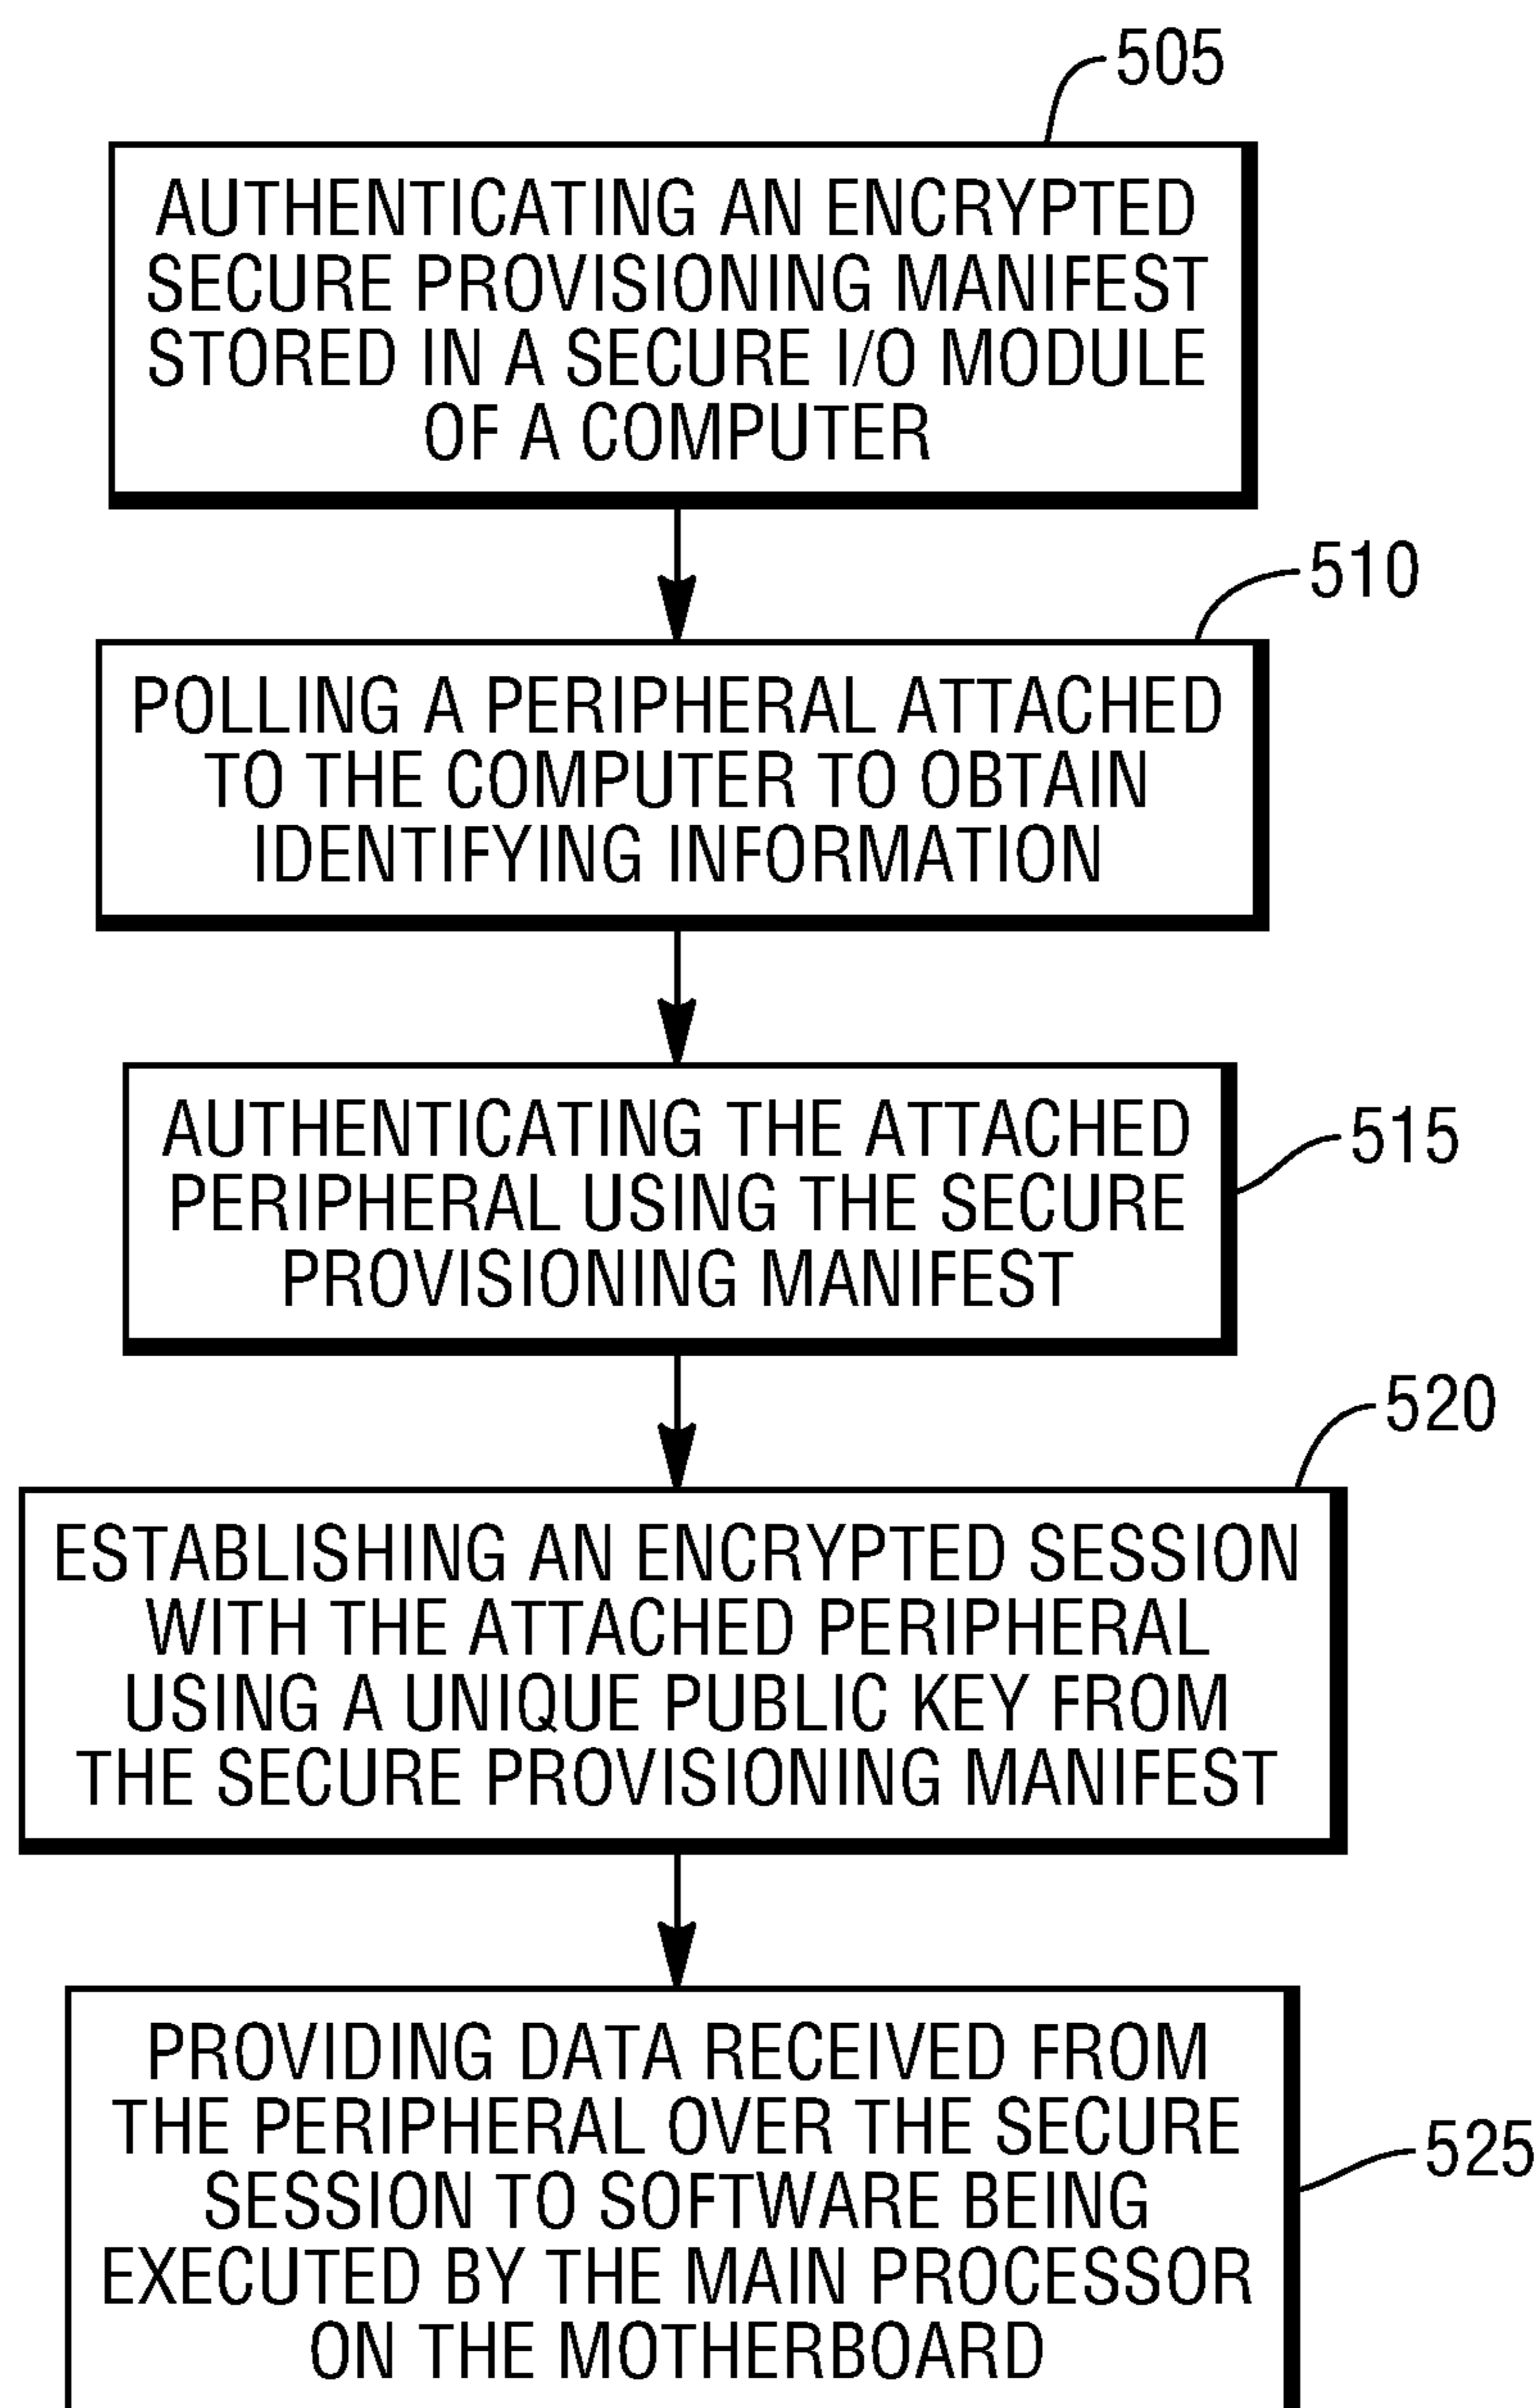 505
AUTHENTICATING AN ENCRYPTED
SECURE PROVISIONING MANIFEST
STORED IN A SECURE I/O MODULE
OF A COMPUTER
510
POLLING A PERIPHERAL ATTACHED
TO THE COMPUTER TO OBTAIN
IDENTIFYING INFORMATION
AUTHENTICATING THE ATTACHED
PERIPHERAL USING THE SECURE
PROVISIONING MANIFEST
515
520
ESTABLISHING AN ENCRYPTED SESSION
WITH THE ATTACHED PERIPHERAL
USING A UNIQUE PUBLIC KEY FROM
THE SECURE PROVISIONING MANIFEST
PROVIDING DATA RECEIVED FROM
THE PERIPHERAL OVER THE SECURE
SESSION TO SOFTWARE BEING
EXECUTED BY THE MAIN PROCESSOR
ON THE MOTHERBOARD
525